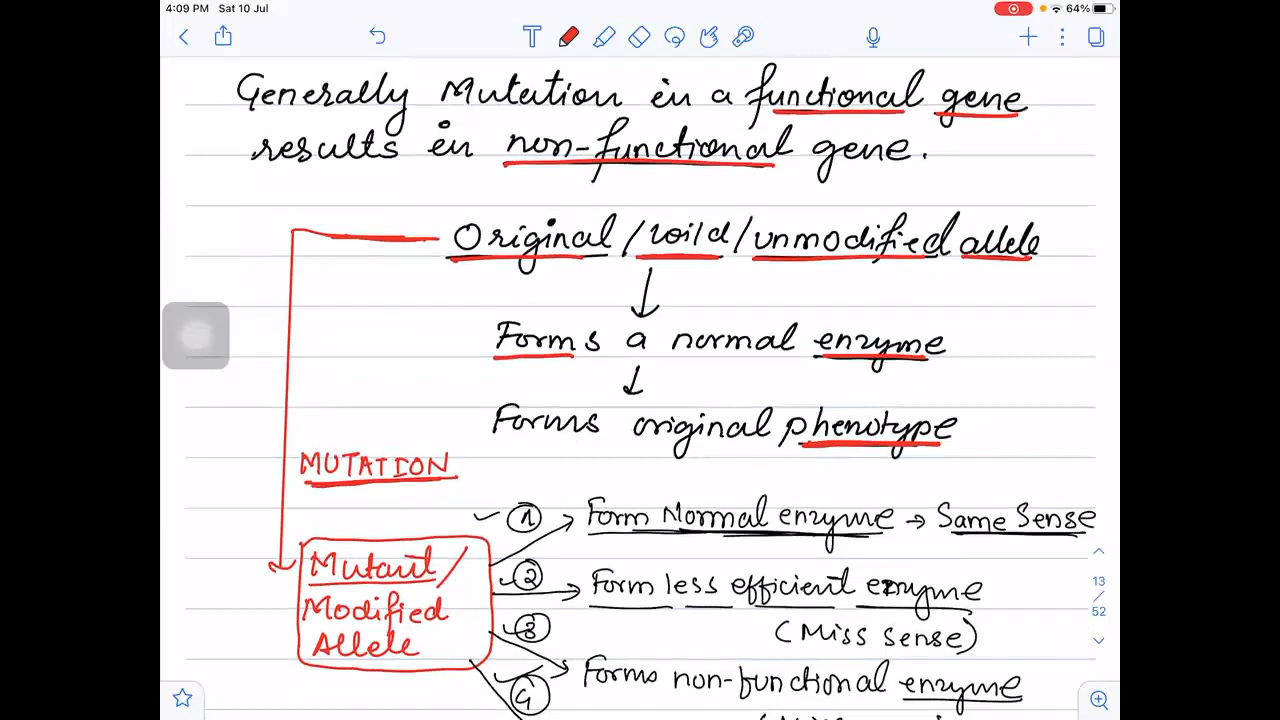 4:09 PM Sat 10 Jul
64%
Generally Mutation in a functional gene
results in non-functional gene.
Original / wild / unmodified allele
Forms a normal enzyme
Forms original phenotype
MUTATION
1 Form Normal enzyme → Same Sense
Mutant /
Modified
Allele
2 Form less efficient enzyme
(Miss sense)
3 Forms non-functional enzyme
4
13
/
52